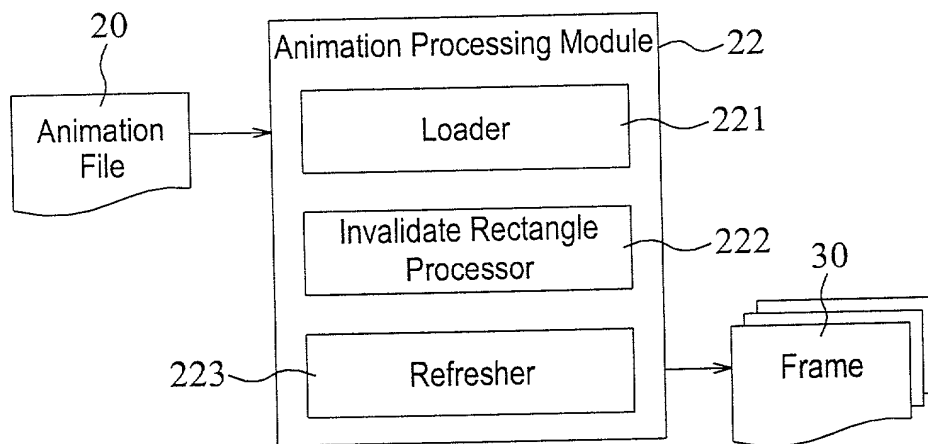 20
Animation Processing Module
22
Animation
File
Loader
221
Invalidate Rectangle
Processor
222
30
223
Refresher
Frame